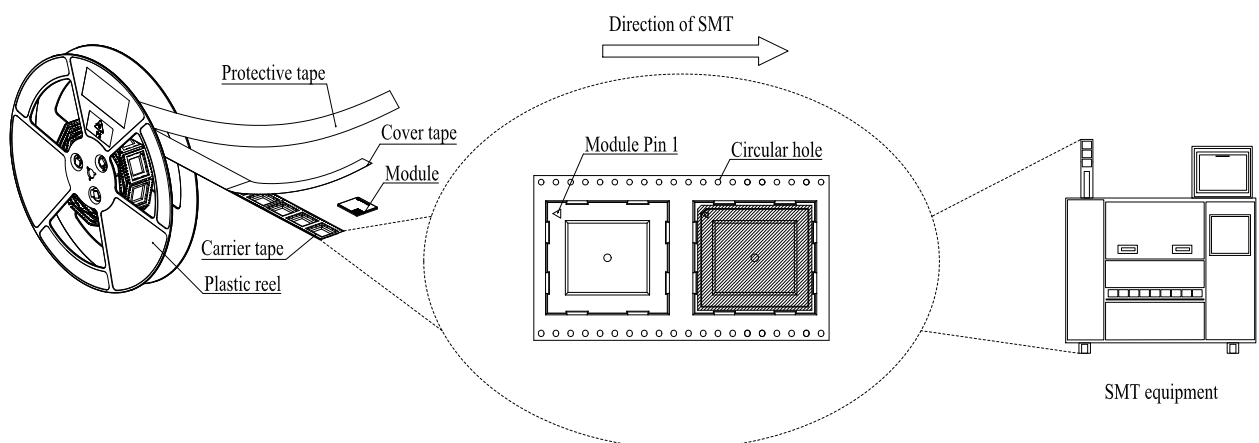 Direction of SMT
Protective tape
Cover tape
Module
Carrier tape
Plastic reel
Module Pin 1
Circular hole
SMT equipment